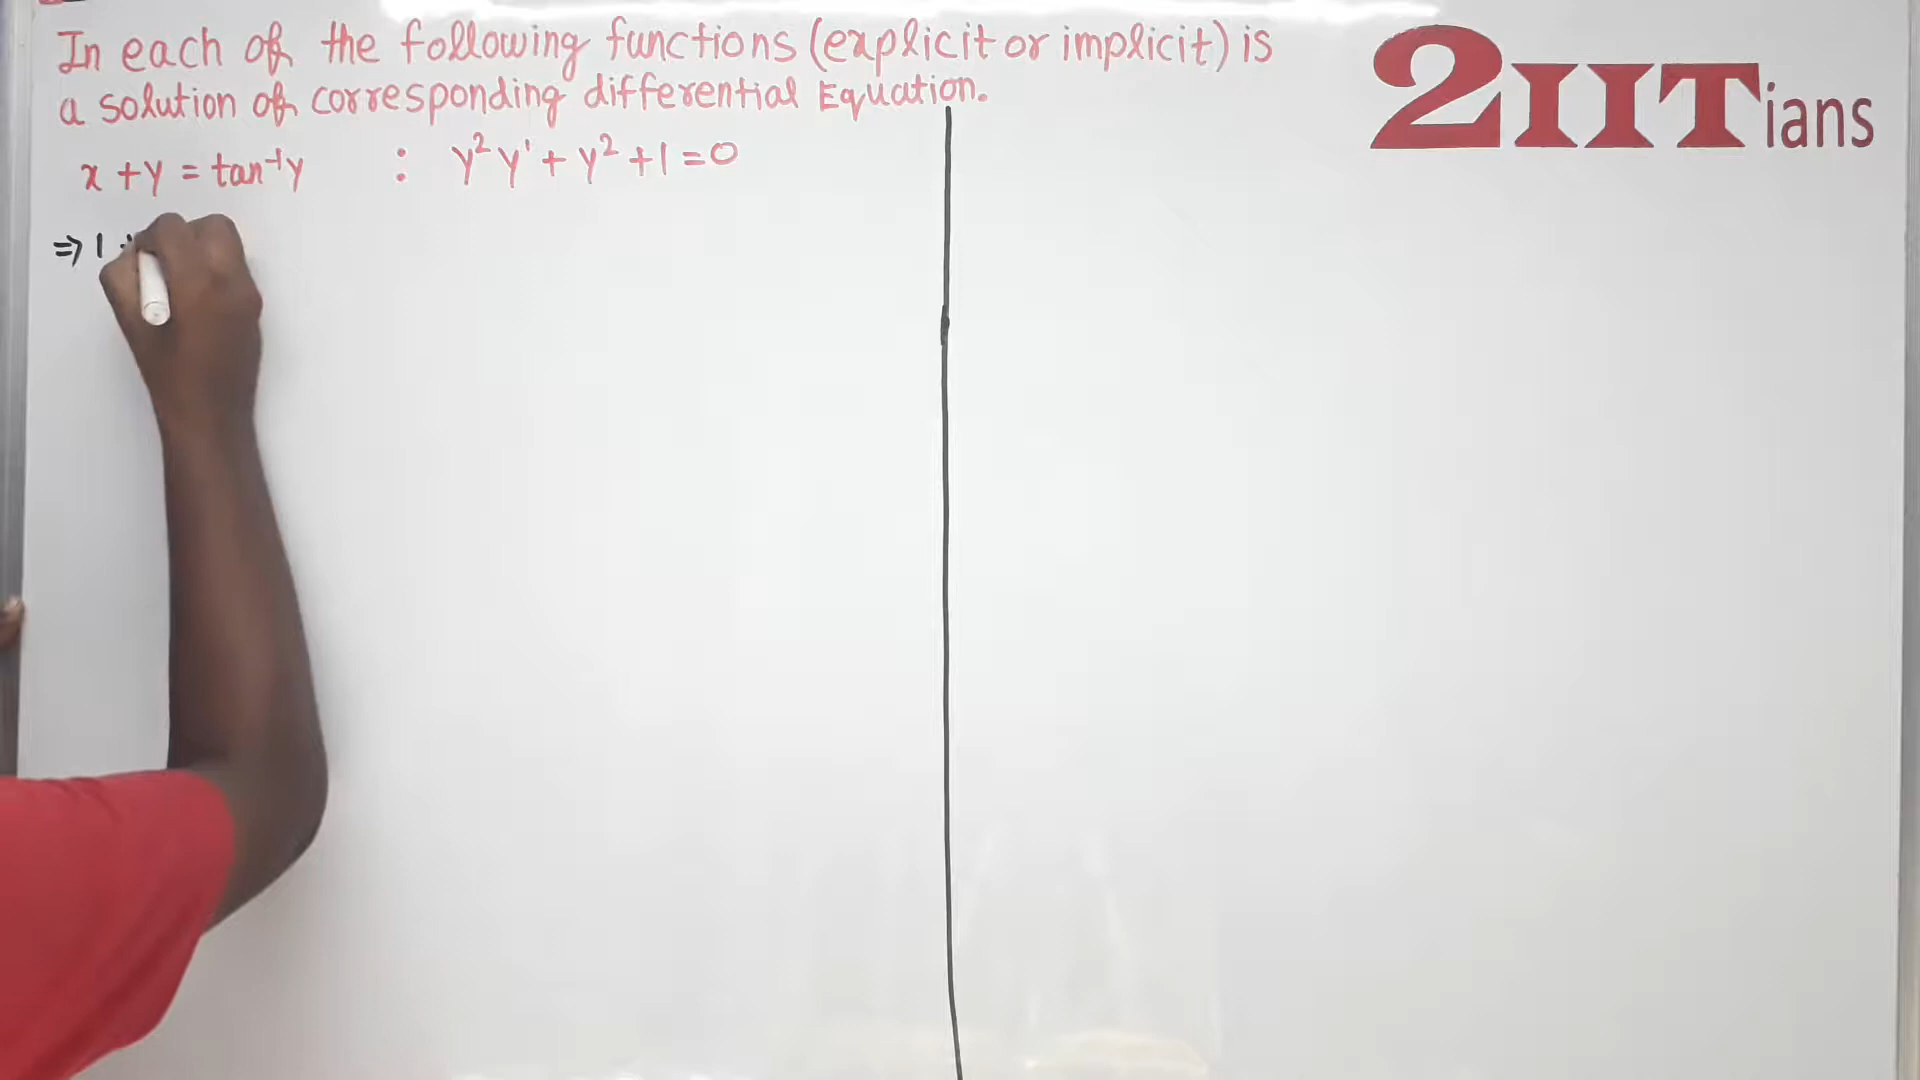 In each of the following functions (explicit or implicit) is
a solution of corresponding differential Equation.
x + y = tan⁻¹y : y² y' + y² + 1 = 0
⇒ 1 +
2IITians